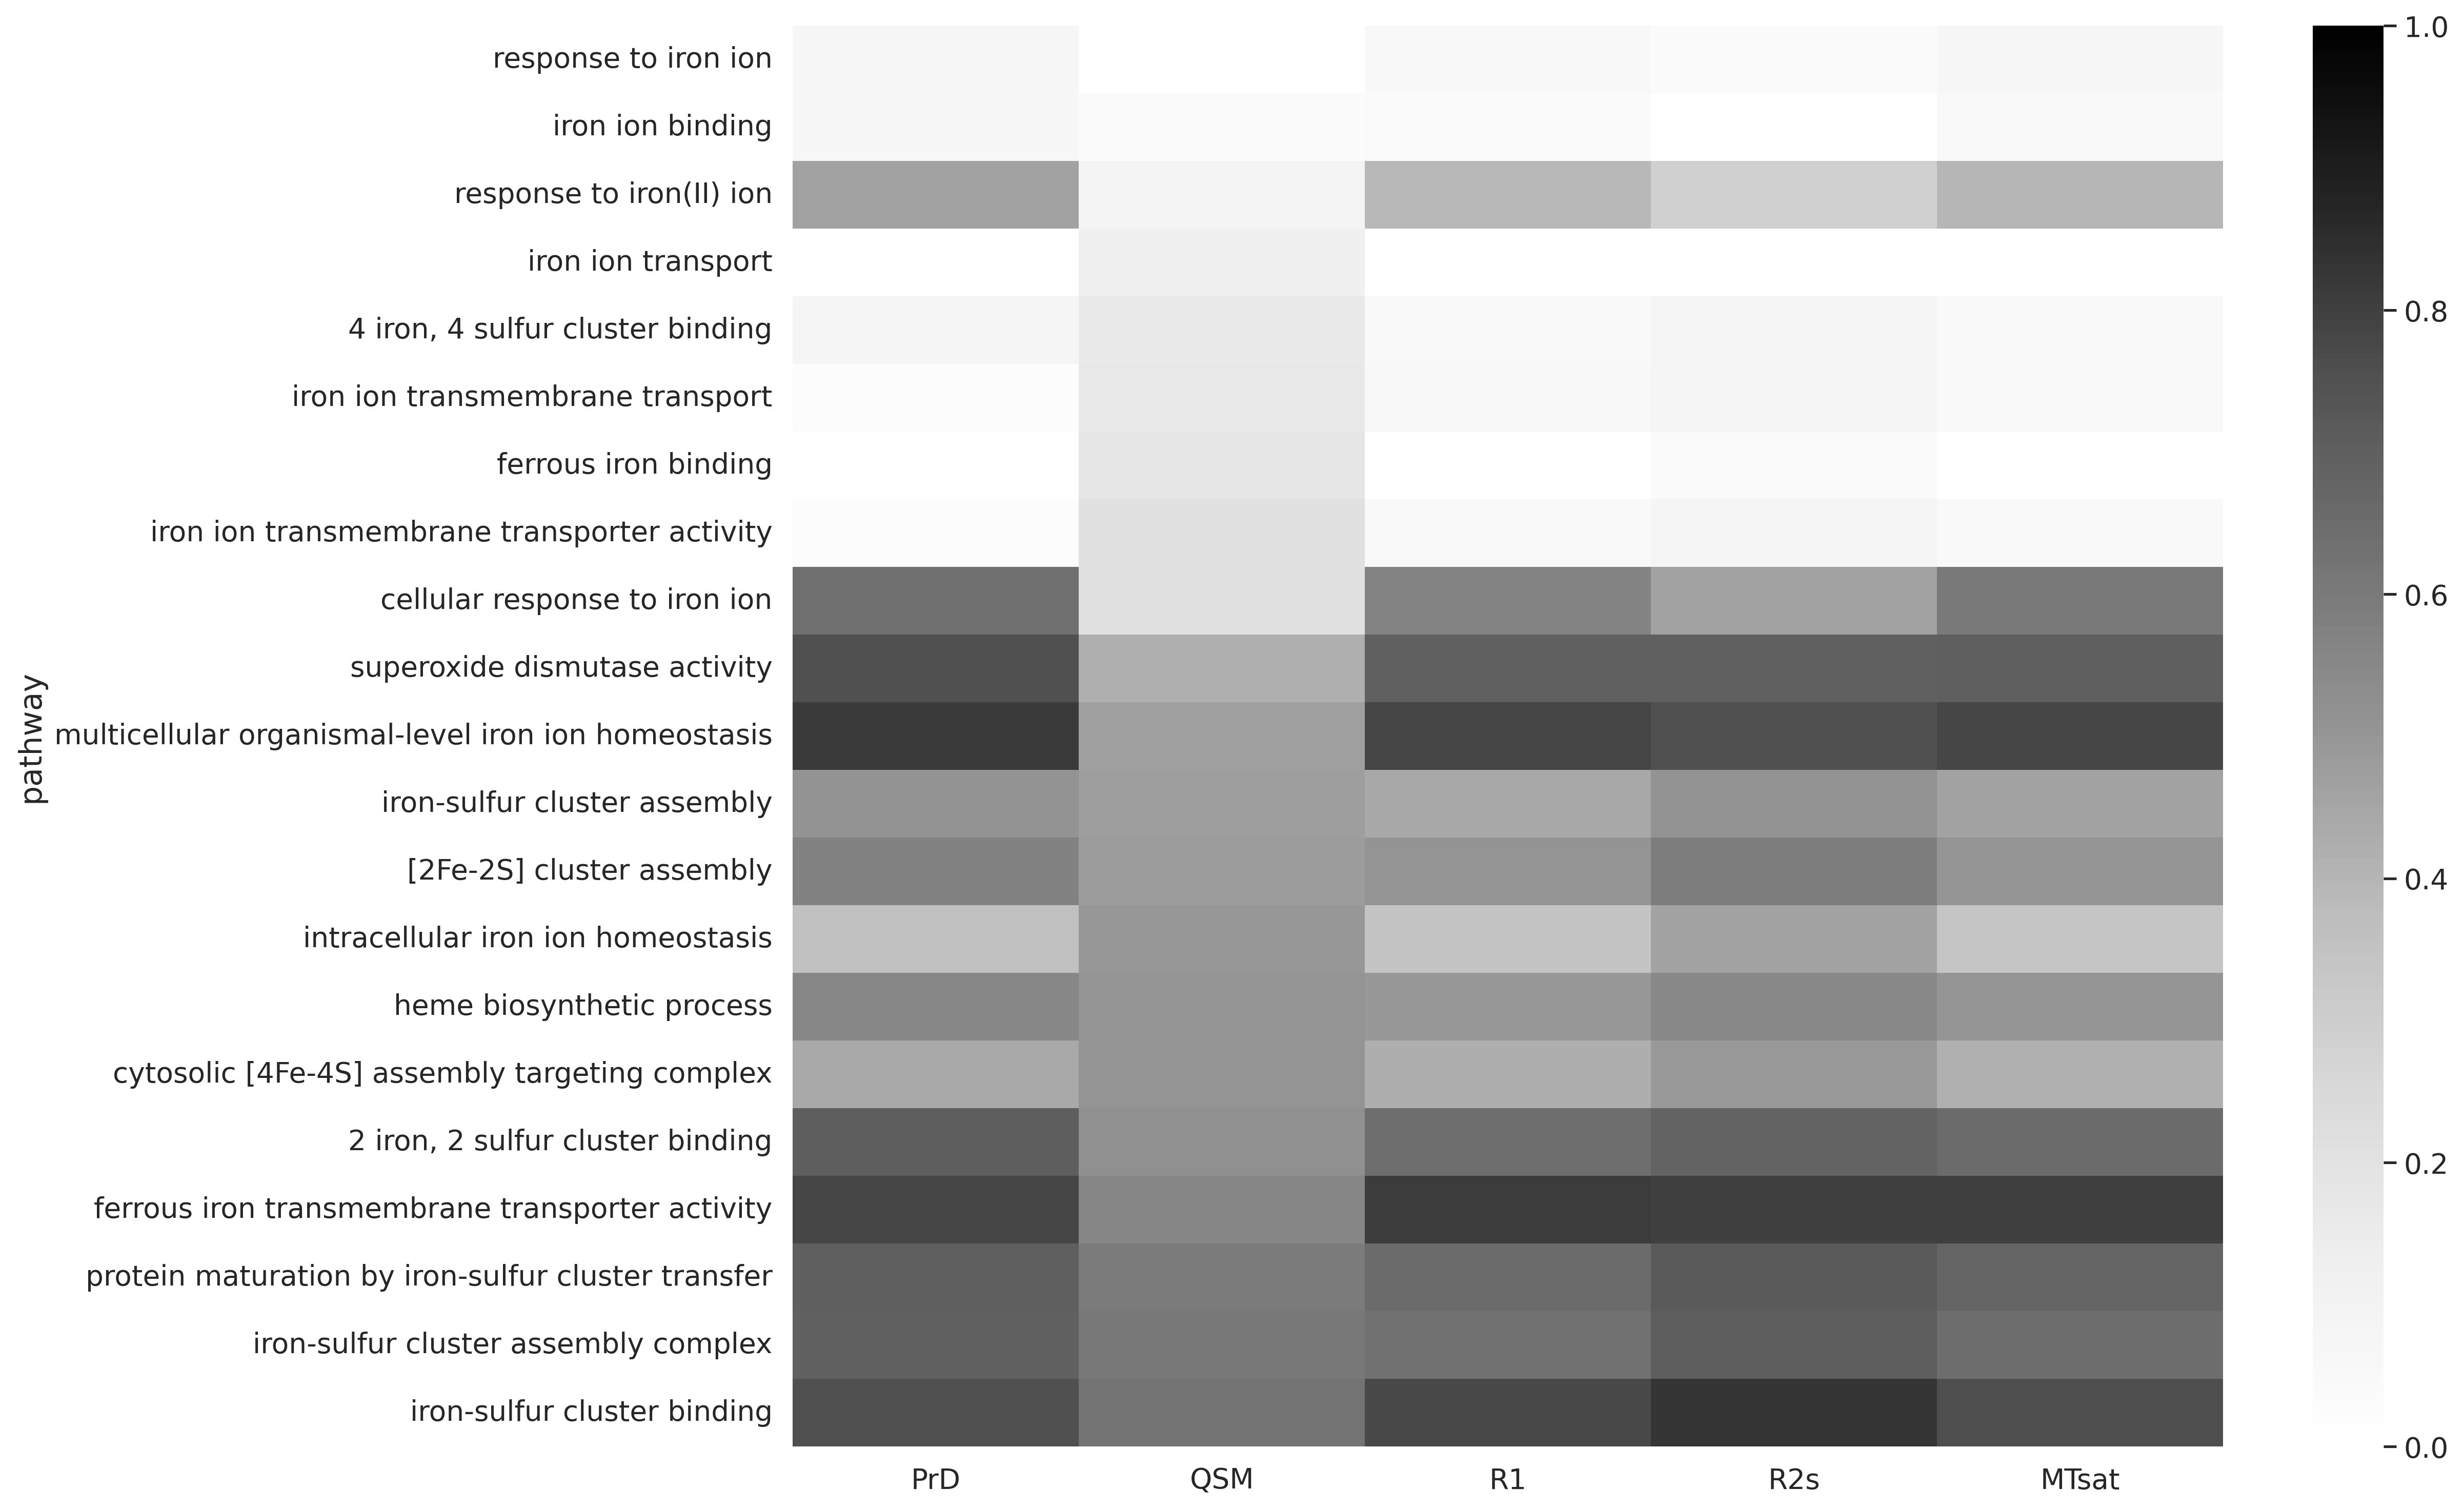 pathway
response to iron ion
iron ion binding
response to iron(II) ion
iron ion transport
4 iron, 4 sulfur cluster binding
iron ion transmembrane transport
ferrous iron binding
iron ion transmembrane transporter activity
cellular response to iron ion
superoxide dismutase activity
multicellular organismal-level iron ion homeostasis
iron-sulfur cluster assembly
[2Fe-2S] cluster assembly
intracellular iron ion homeostasis
heme biosynthetic process
cytosolic [4Fe-4S] assembly targeting complex
2 iron, 2 sulfur cluster binding
ferrous iron transmembrane transporter activity
protein maturation by iron-sulfur cluster transfer
iron-sulfur cluster assembly complex
iron-sulfur cluster binding
PrD QSM R1 R2s MTsat
1.0
0.8
0.6
0.4
0.2
0.0